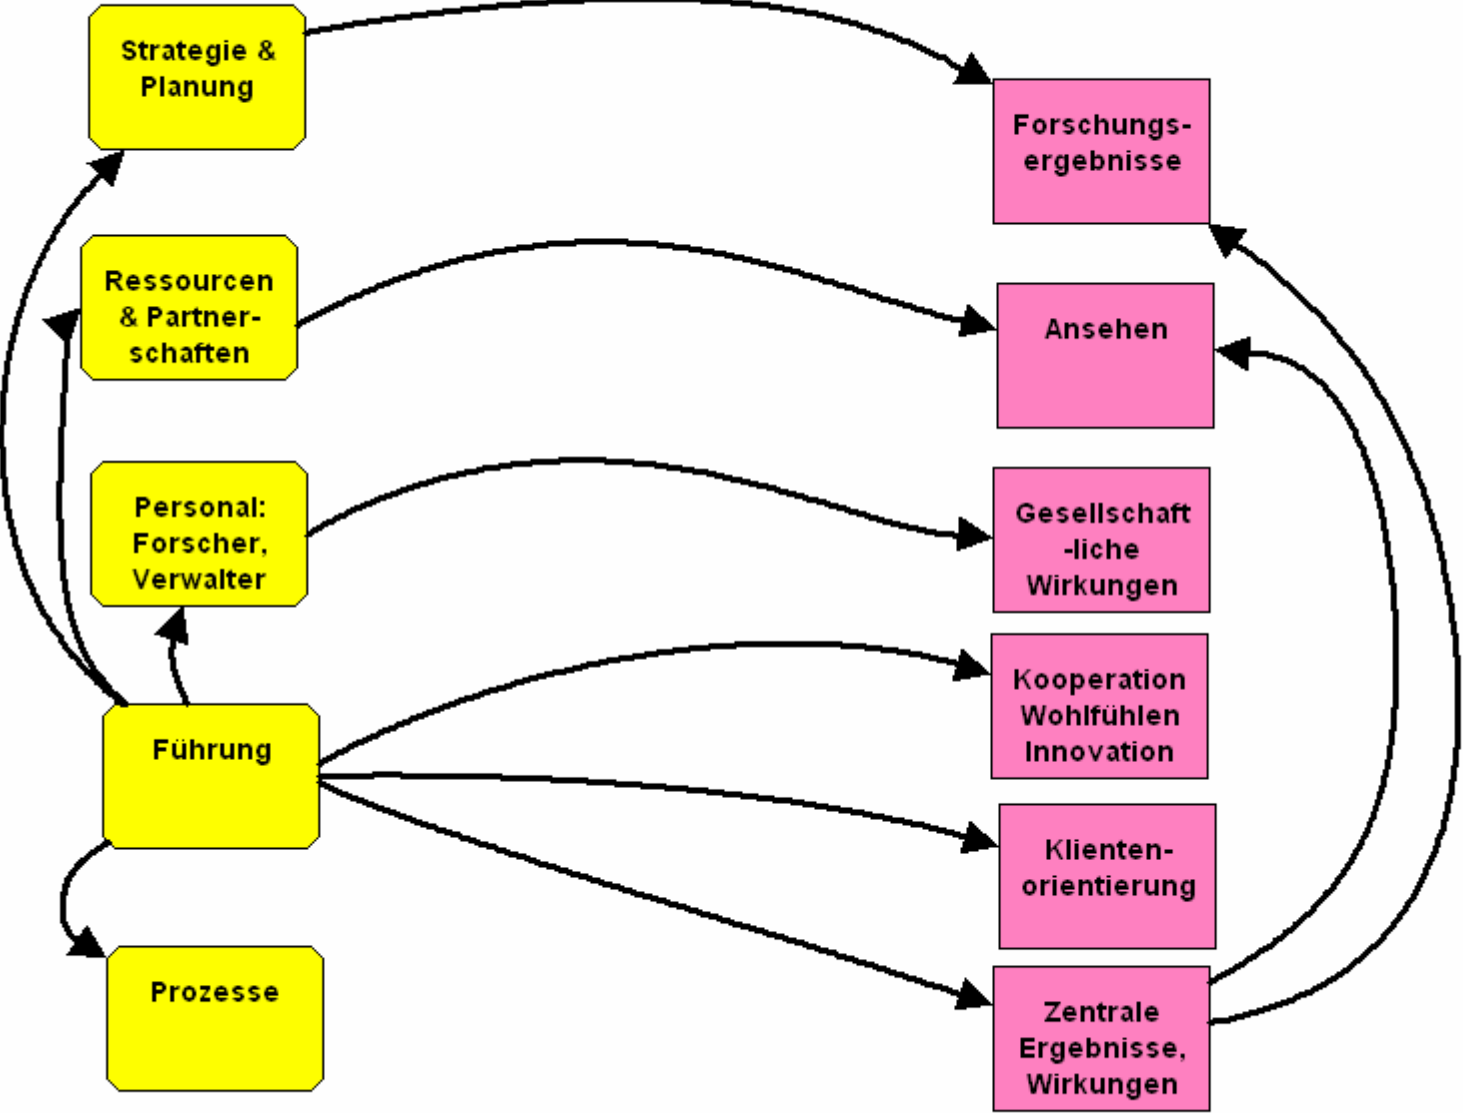 Strategie &
Planung
Ressourcen
& Partner-
schaften
Personal:
Forscher,
Verwalter
Führung
Prozesse
Forschungs-
ergebnisse
Ansehen
Gesellschaft
-liche
Wirkungen
Kooperation
Wohlfühlen
Innovation
Klienten-
orientierung
Zentrale
Ergebnisse,
Wirkungen